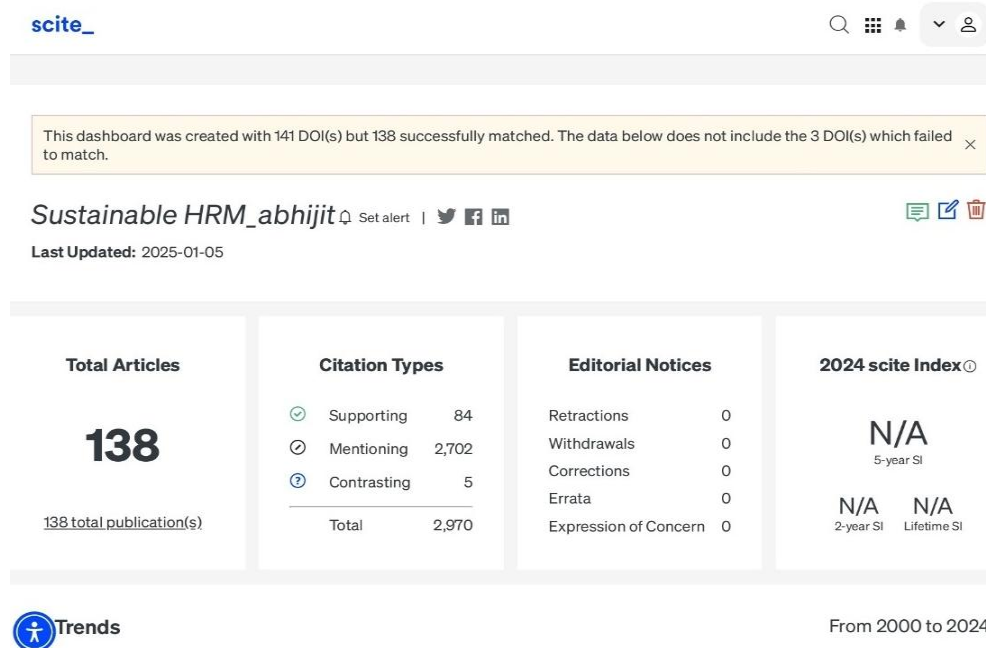 scite_
This dashboard was created with 141 DOI(s) but 138 successfully matched. The data below does not include the 3 DOI(s) which failed
to match.
Sustainable HRM_abhijit Set alert |
Last Updated: 2025-01-05
Total Articles
138
138 total publication(s)
Citation Types
Supporting 84
Mentioning 2,702
Contrasting 5
Total 2,970
Editorial Notices
Retractions 0
Withdrawals 0
Corrections 0
Errata 0
Expression of Concern 0
2024 scite Index
N/A
5-year SI
N/A N/A
2-year SI Lifetime SI
Trends From 2000 to 2024